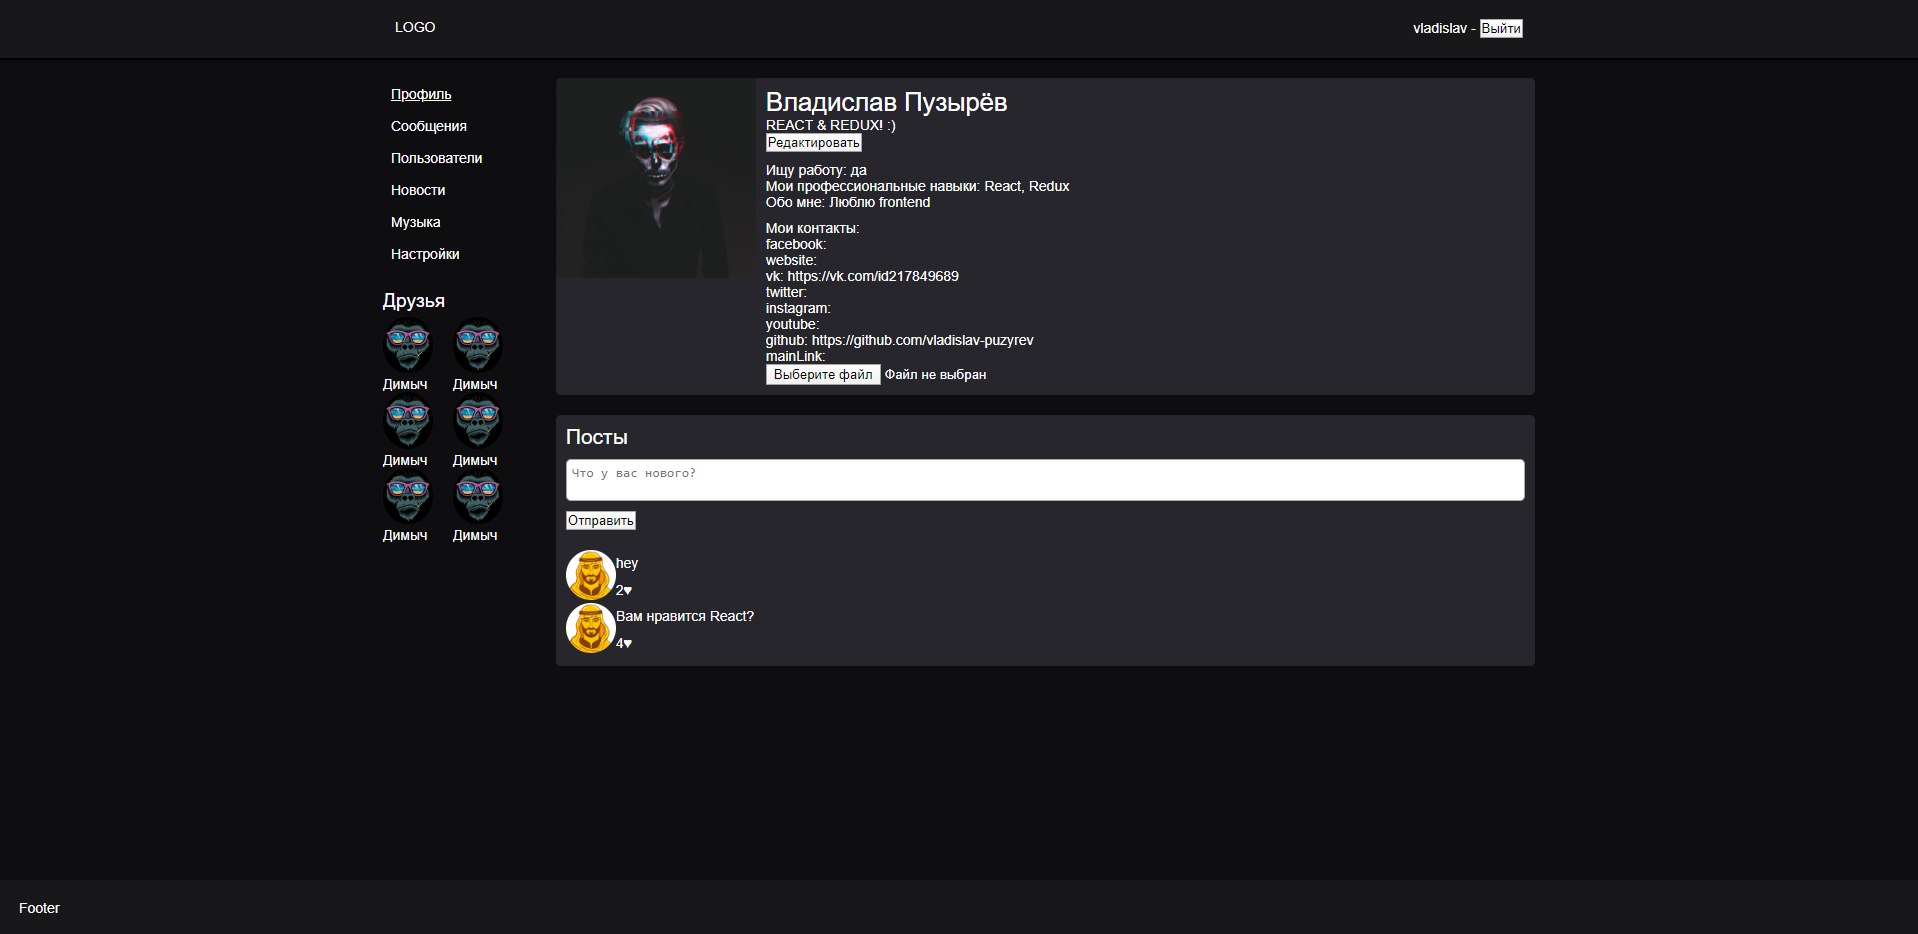 LOGO
vladislav - Выйти
Профиль
Сообщения
Пользователи
Новости
Музыка
Настройки
Друзья
Димыч Димыч
Димыч Димыч
Димыч Димыч
Владислав Пузырёв
REACT & REDUX! :)
Редактировать
Ищу работу: да
Мои профессиональные навыки: React, Redux
Обо мне: Люблю frontend
Мои контакты:
facebook:
website:
vk: https://vk.com/id217849689
twitter:
instagram:
youtube:
github: https://github.com/vladislav-puzyrev
mainLink:
Выберите файл Файл не выбран
Посты
Что у вас нового?
Отправить
hey
2♥
Вам нравится React?
4♥
Footer